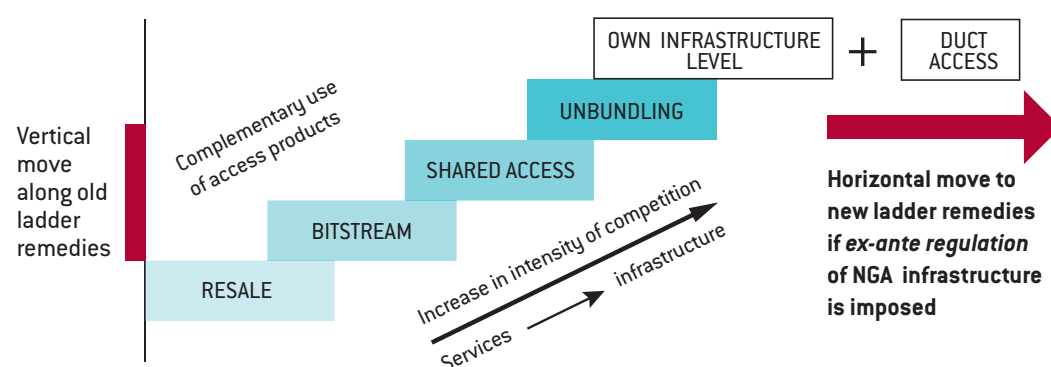 OWN INFRASTRUCTURE
LEVEL
+
DUCT
ACCESS
UNBUNDLING
SHARED ACCESS
BITSTREAM
RESALE
Vertical
move
along old
ladder
remedies
Complementary use
of access products
Increase in intensity of competition
Services
infrastructure
Horizontal move to
new ladder remedies
if ex-ante regulation
of NGA infrastructure
is imposed